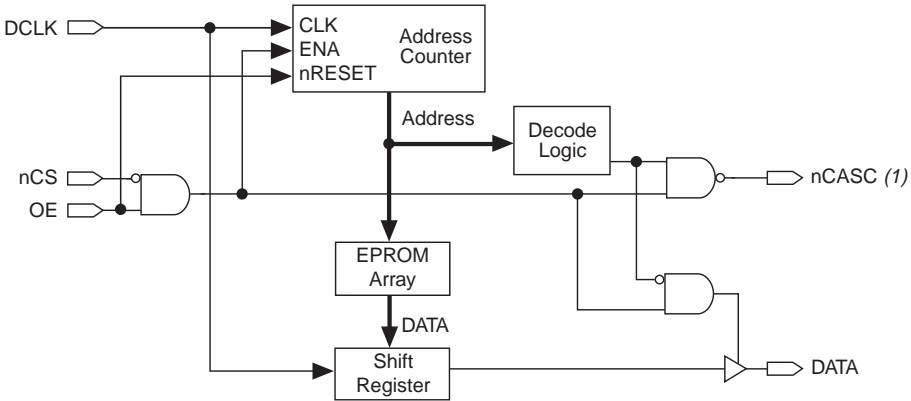 DCLK
CLK
ENA
nRESET
Address
Counter
Address
Decode
Logic
nCS
OE
nCASC (1)
EPROM
Array
DATA
Shift
Register
DATA